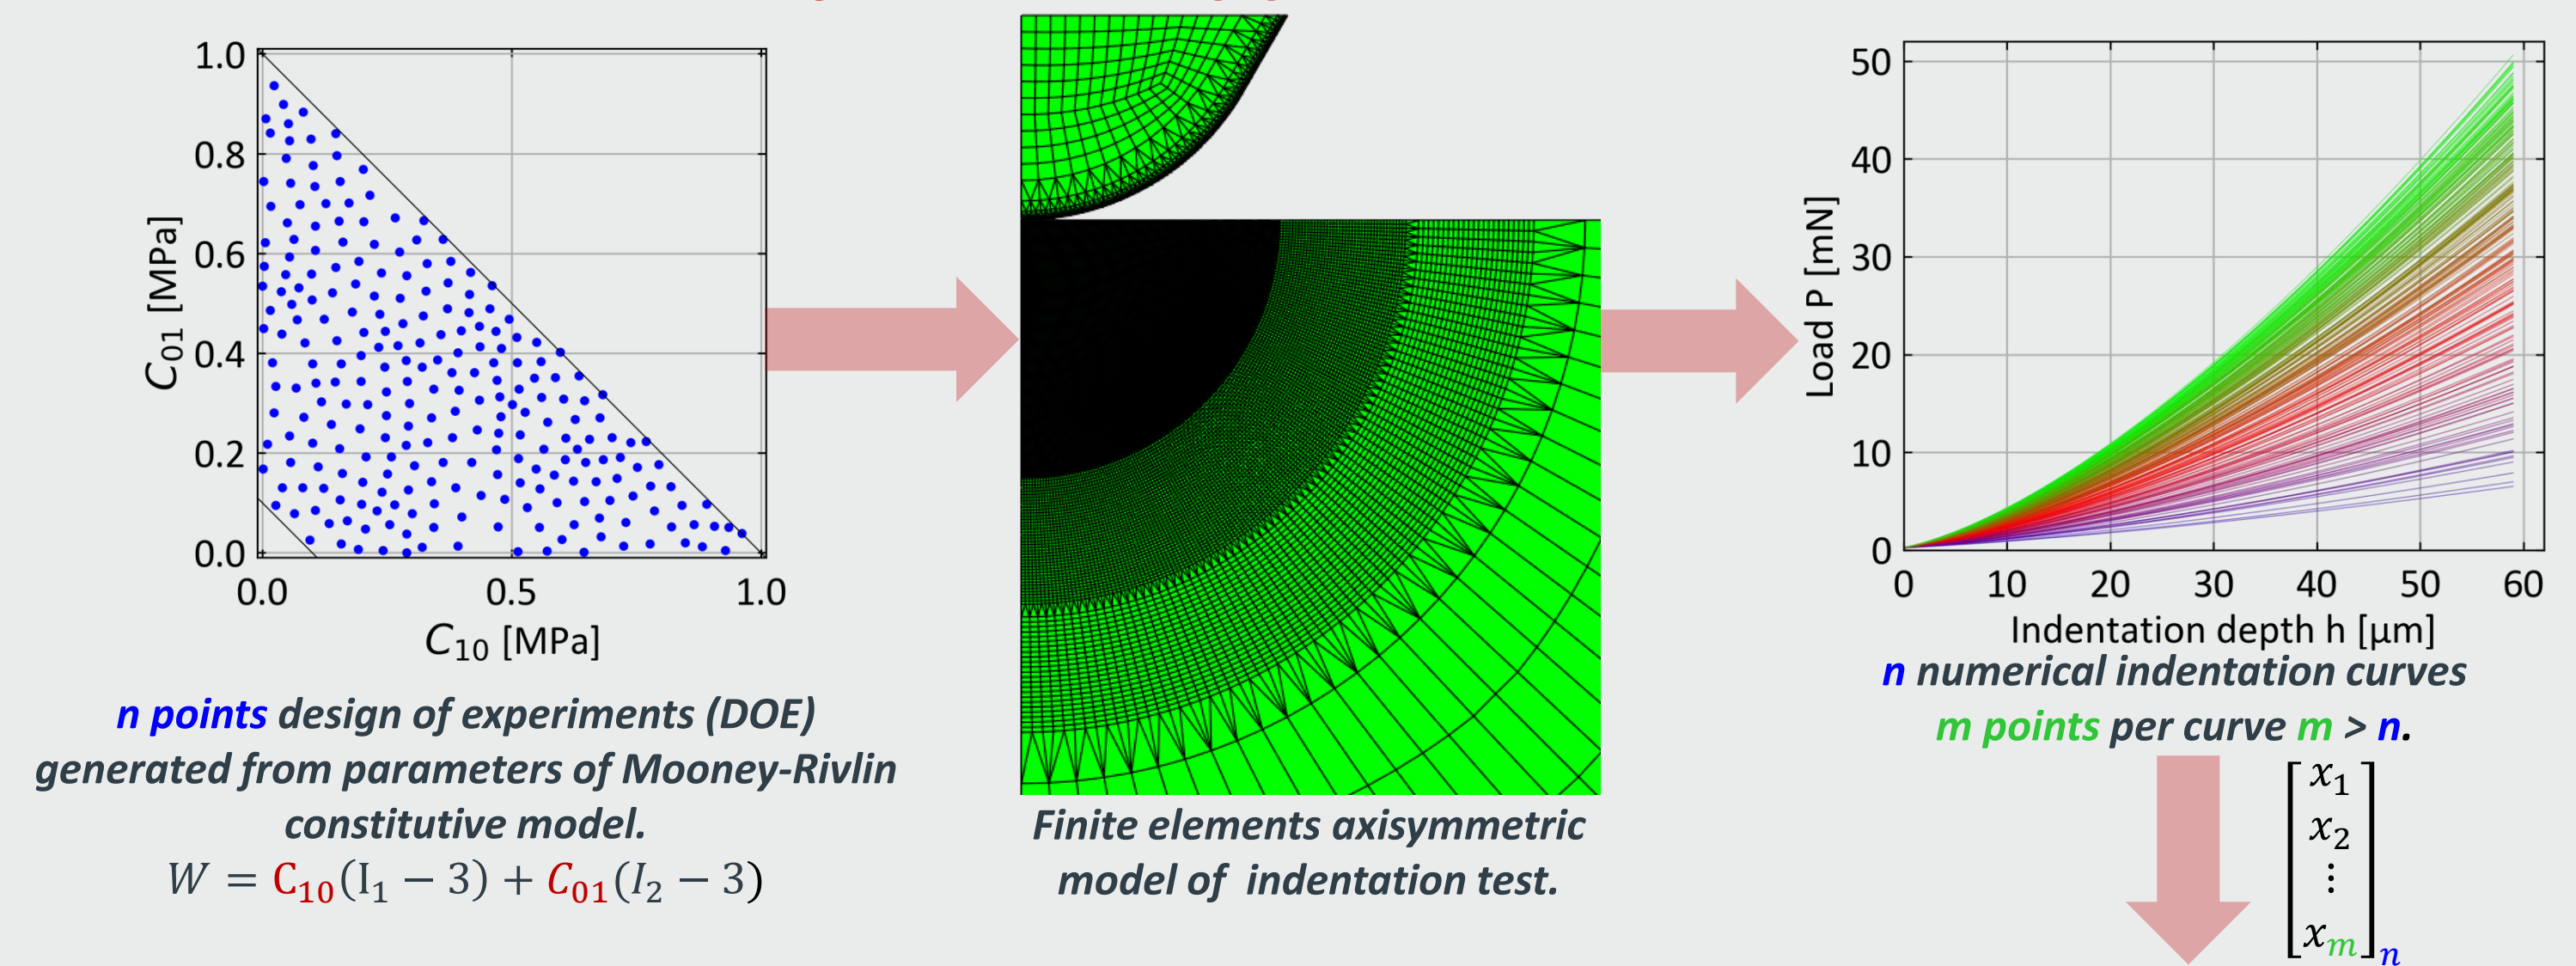 1.0
0.8
0.6
0.4
0.2
0.0
C₀₁ [MPa]
0.0 0.5 1.0
C₁₀ [MPa]
n points design of experiments (DOE)
generated from parameters of Mooney-Rivlin
constitutive model.
W = C₁₀(I₁ − 3) + C₀₁(I₂ − 3)
Finite elements axisymmetric
model of indentation test.
50
40
30
20
10
0
Load P [mN]
0 10 20 30 40 50 60
Indentation depth h [µm]
n numerical indentation curves
m points per curve m > n.
x₁
x₂
⋮
xₘ
n